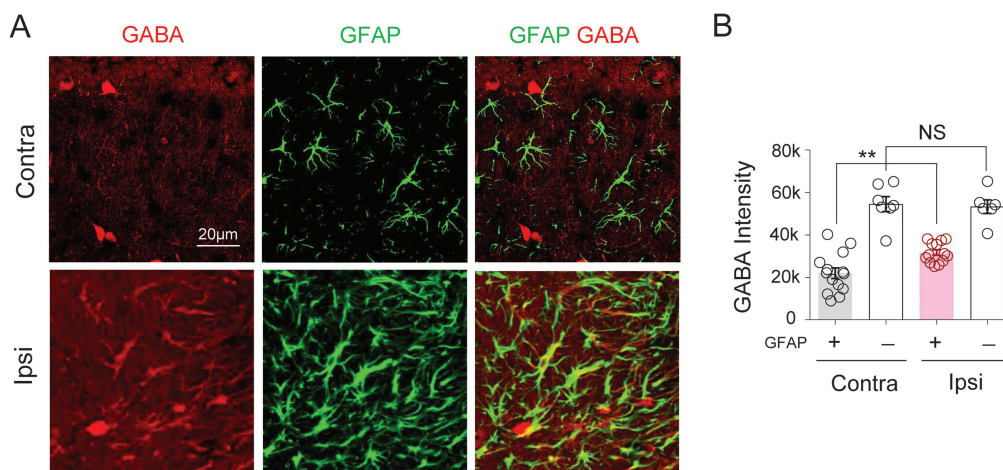 A
GABA
GFAP
GFAP GABA
Contra
20μm
Ipsi
B
NS
**
80k
60k
40k
20k
0
GABA Intensity
GFAP + – + –
Contra Ipsi